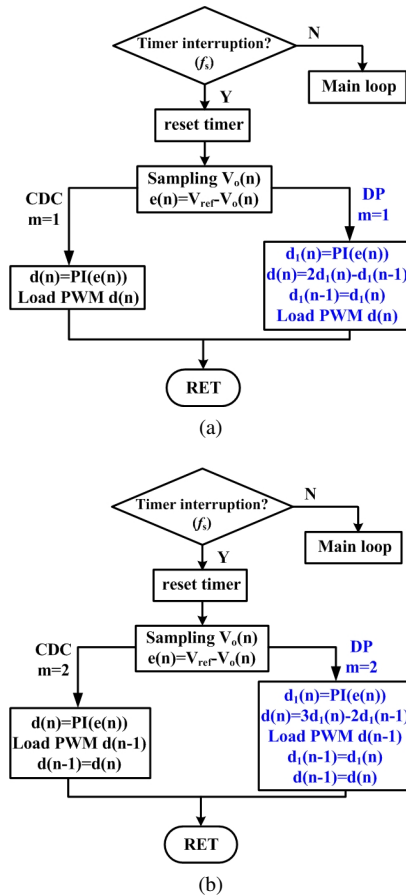 Timer interruption?
(fₛ)
N
Main loop
Y
reset timer
Sampling Vₒ(n)
e(n)=V_ref-Vₒ(n)
CDC
m=1
DP
m=1
d(n)=PI(e(n))
Load PWM d(n)
d₁(n)=PI(e(n))
d(n)=2d₁(n)-d₁(n-1)
d₁(n-1)=d₁(n)
Load PWM d(n)
RET
(a)
Timer interruption?
(fₛ)
N
Main loop
Y
reset timer
Sampling Vₒ(n)
e(n)=V_ref-Vₒ(n)
CDC
m=2
DP
m=2
d(n)=PI(e(n))
Load PWM d(n-1)
d(n-1)=d(n)
d₁(n)=PI(e(n))
d(n)=3d₁(n)-2d₁(n-1)
Load PWM d(n-1)
d₁(n-1)=d₁(n)
d(n-1)=d(n)
RET
(b)